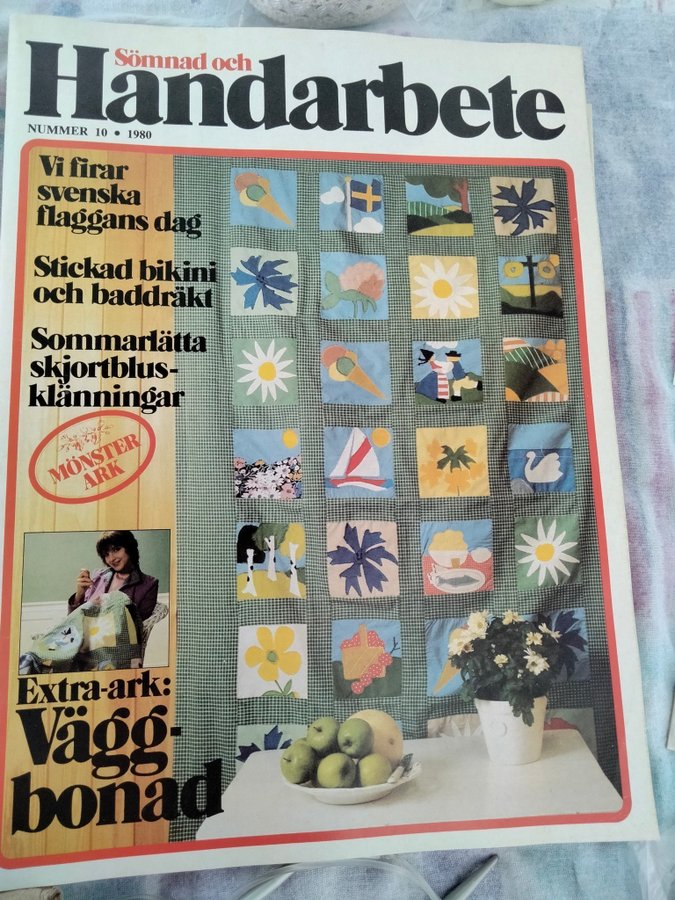 Sömnad och
Handarbete
NUMMER 10 • 1980
Vi firar
svenska
flaggans dag
Stickad bikini
och baddräkt
Sommarlätta
skjortblus-
klänningar
MÖNSTER
ARK
Extra-ark:
Vägg-
bonad